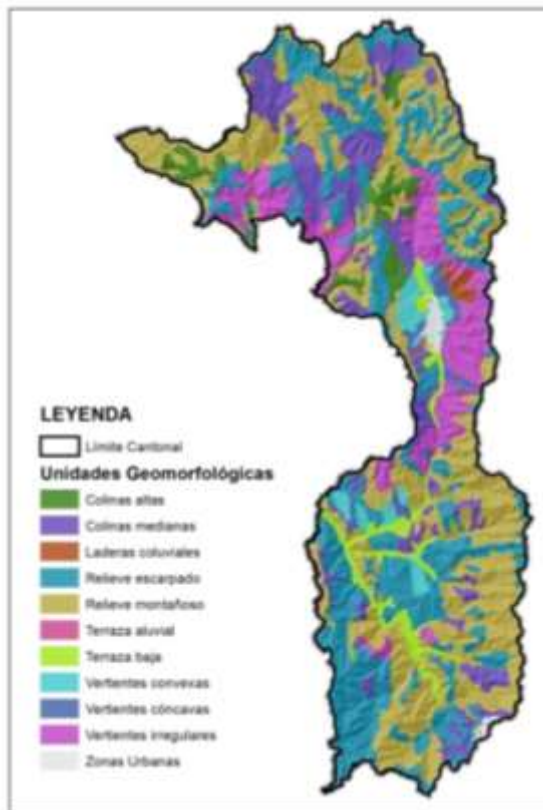 LEYENDA
Límite Cantonal
Unidades Geomorfológicas
Colinas altas
Colinas medianas
Laderas coluviales
Relieve escarpado
Relieve montañoso
Terraza aluvial
Terraza baja
Vertientes convexas
Vertientes cóncavas
Vertientes irregulares
Zonas Urbanas